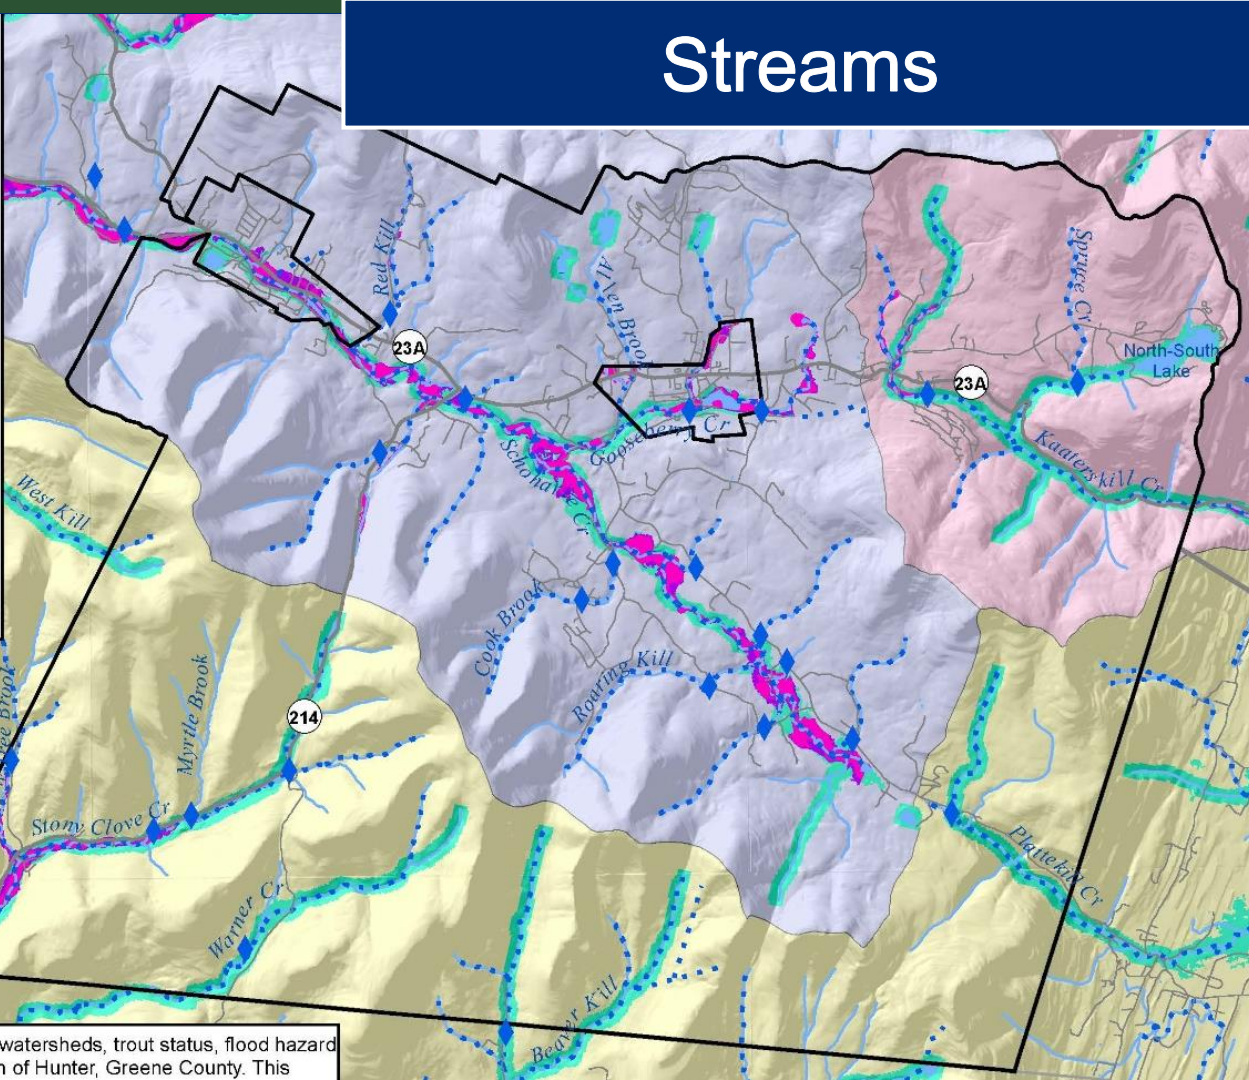 Streams
Red Kill
23A
Allen Brook
Spruce Cr
North-South
Lake
23A
Gooseberry Cr
Schoharie Cr
Kaaterskill Cr
West Kill
Cook Brook
Roaring Kill
Myrtle Brook
214
Stony Clove Cr
Plattekill Cr
Warner Cr
Beaver Kill
watersheds, trout status, flood hazard
of Hunter, Greene County. This